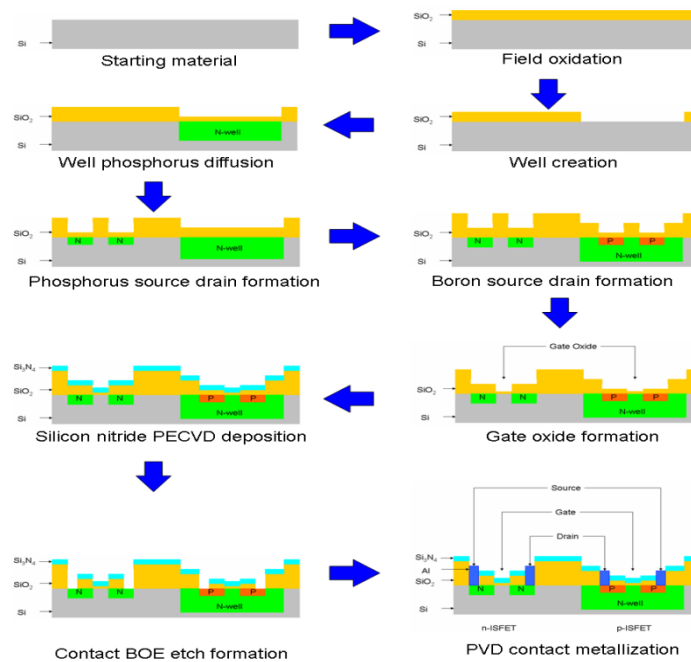 SiO2
Si
Si
Starting material
Field oxidation
SiO2
N-well
Si
Well phosphorus diffusion
SiO2
Si
Well creation
SiO2
N N
N-well
Si
Phosphorus source drain formation
SiO2
N N P P
N-well
Si
Boron source drain formation
Si3N4
SiO2
N N P P
N-well
Si
Silicon nitride PECVD deposition
Gate Oxide
SiO2
N N P P
N-well
Si
Gate oxide formation
Si3N4
SiO2
N N P P
N-well
Si
Contact BOE etch formation
Source
Gate
Drain
Si3N4
Al
SiO2
N N P P
N-well
Si
n-ISFET p-ISFET
PVD contact metallization